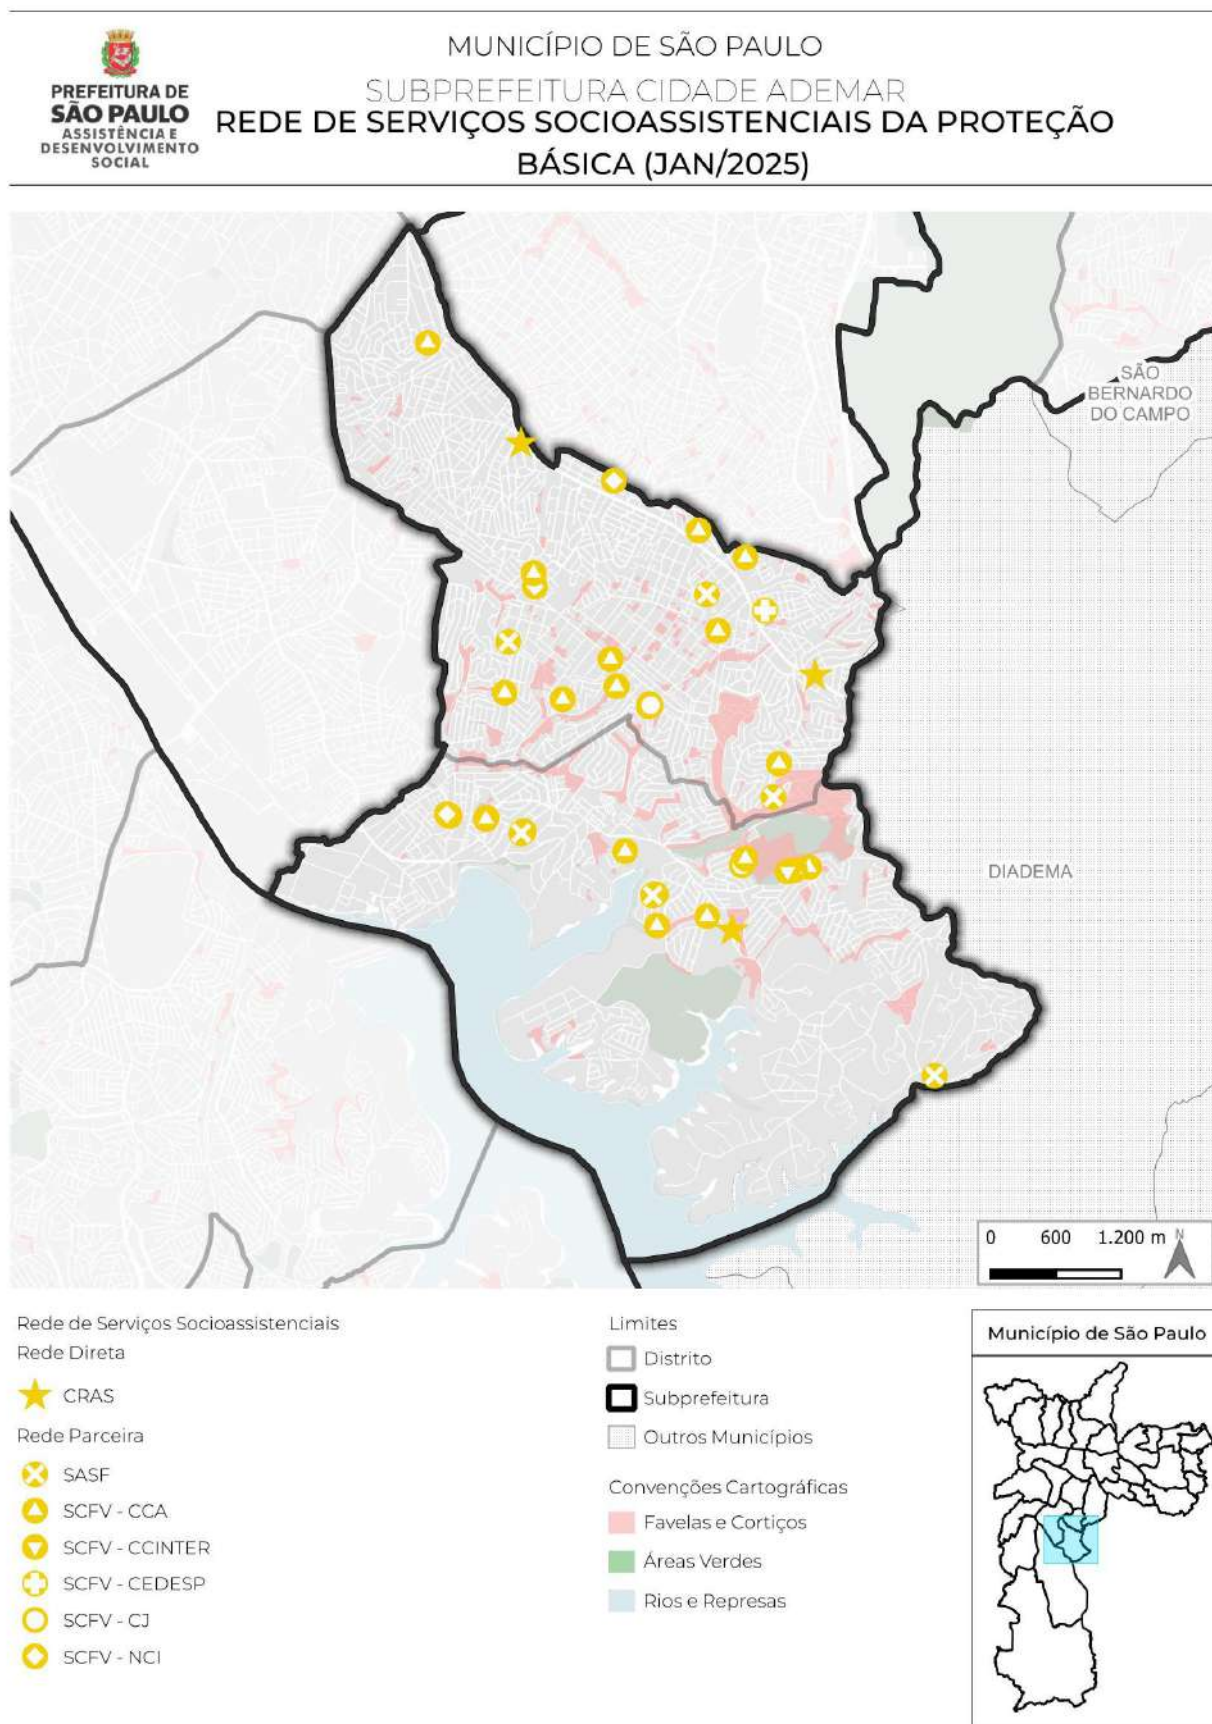 PREFEITURA DE
SÃO PAULO
ASSISTÊNCIA E
DESENVOLVIMENTO
SOCIAL
MUNICÍPIO DE SÃO PAULO
SUBPREFEITURA CIDADE ADEMAR
REDE DE SERVIÇOS SOCIOASSISTENCIAIS DA PROTEÇÃO
BÁSICA (JAN/2025)
SÃO
BERNARDO
DO CAMPO
DIADEMA
0 600 1.200 m
N
Rede de Serviços Socioassistenciais
Rede Direta
CRAS
Rede Parceira
SASF
SCFV - CCA
SCFV - CCINTER
SCFV - CEDESP
SCFV - CJ
SCFV - NCI
Limites
Distrito
Subprefeitura
Outros Municípios
Convenções Cartográficas
Favelas e Cortiços
Áreas Verdes
Rios e Represas
Município de São Paulo